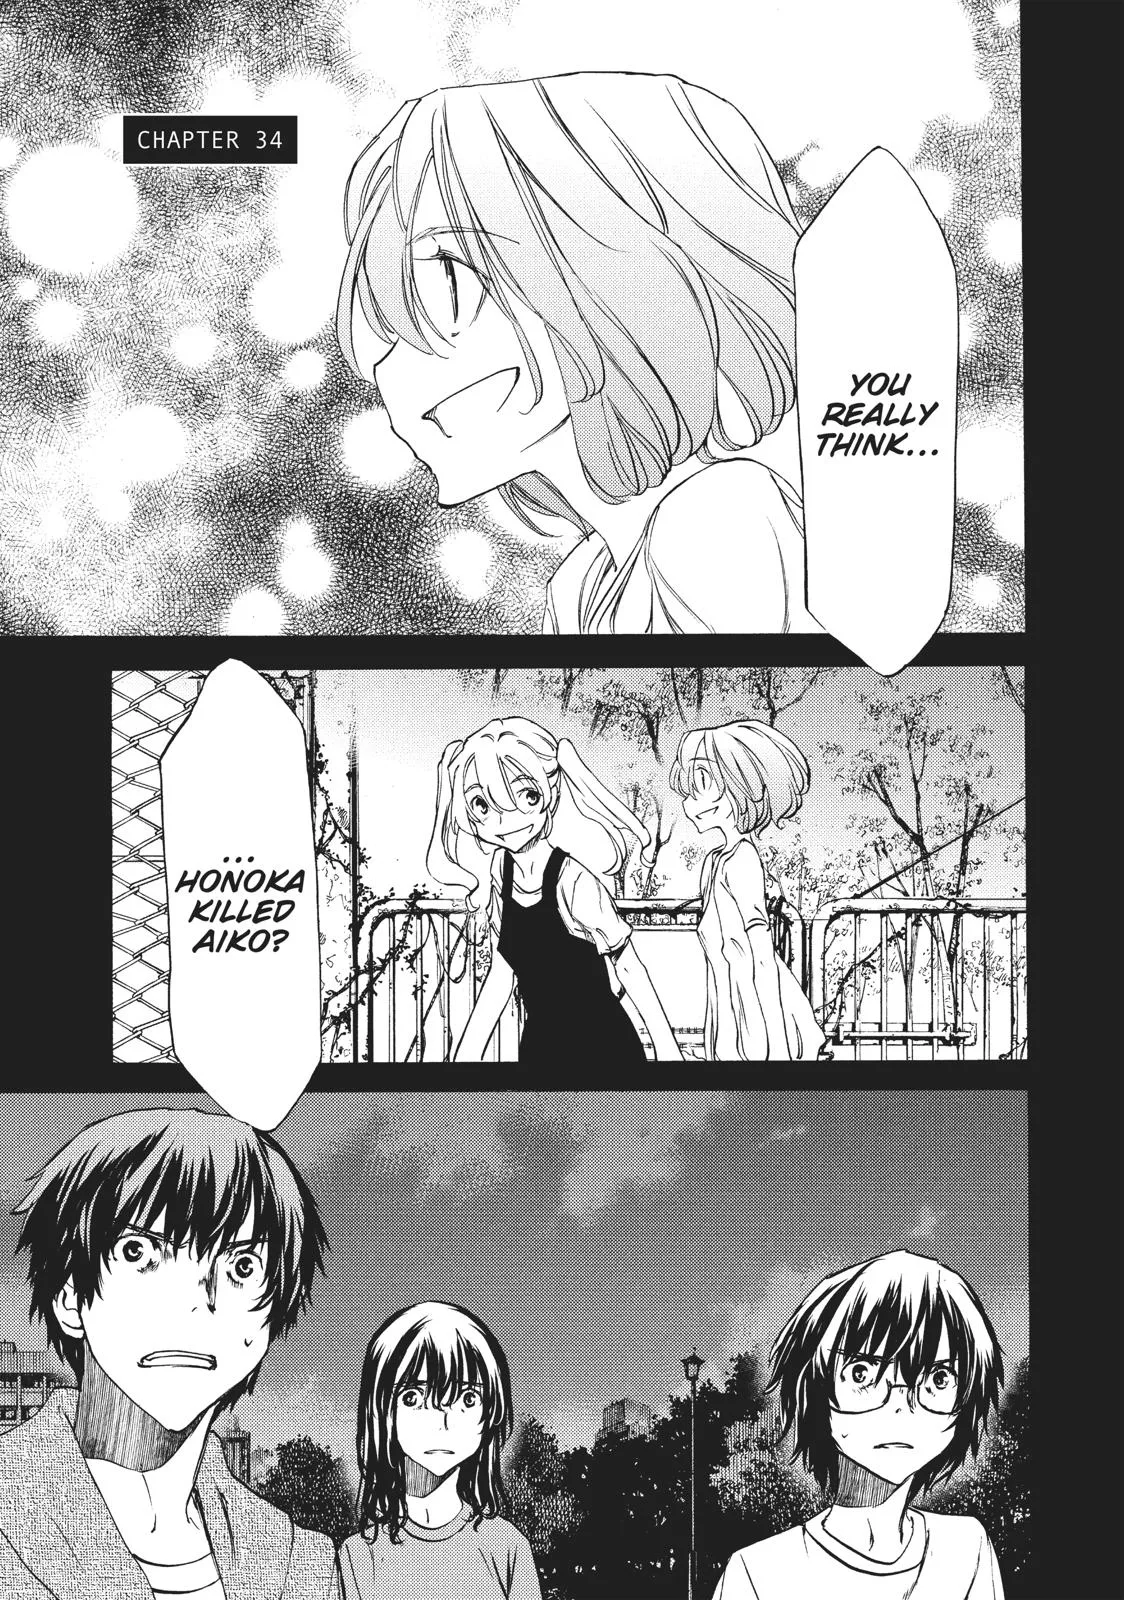 CHAPTER 34
YOU
REALLY
THINK...
...
HONOKA
KILLED
AIKO?